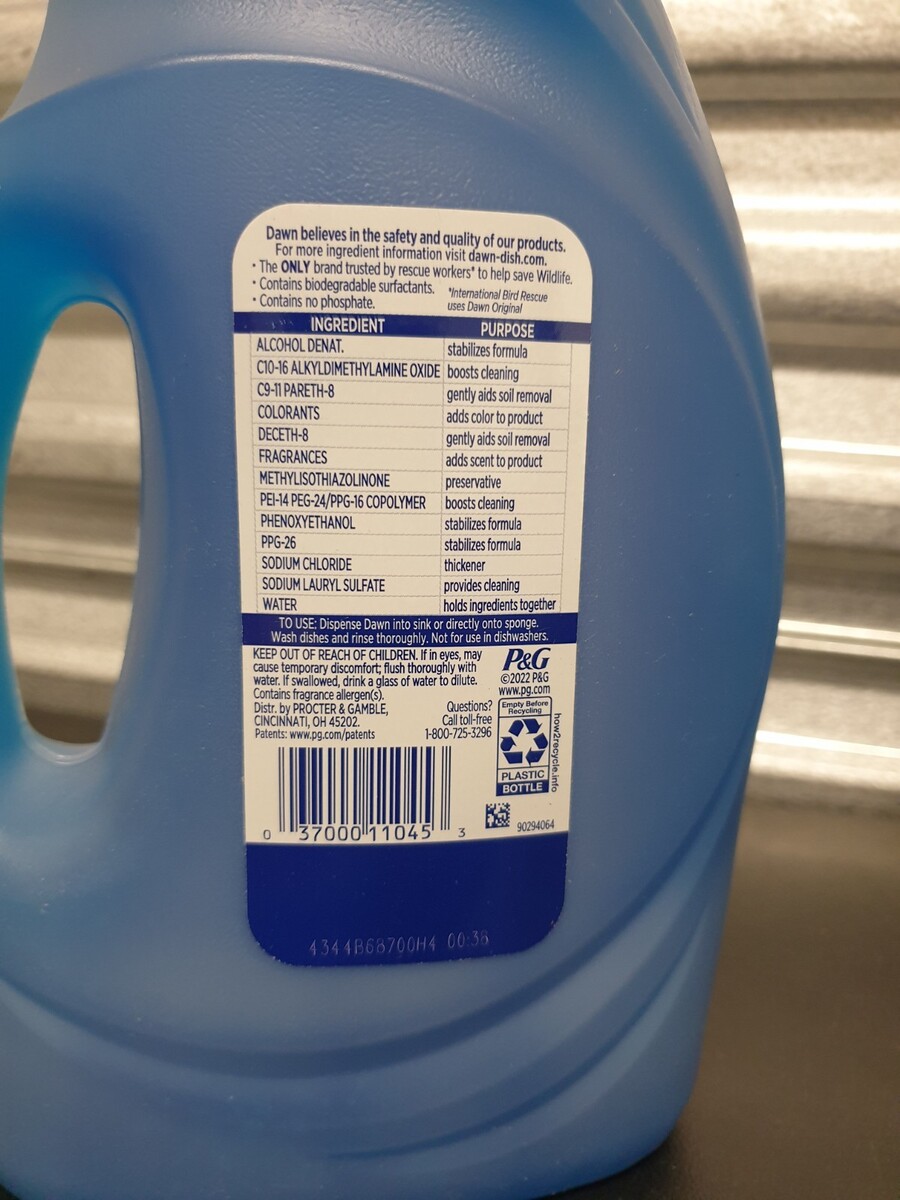 Dawn believes in the safety and quality of our products.
For more ingredient information visit dawn-dish.com.
• The ONLY brand trusted by rescue workers* to help save Wildlife.
• Contains biodegradable surfactants.
• Contains no phosphate.
*International Bird Rescue
uses Dawn Original
INGREDIENT PURPOSE
ALCOHOL DENAT. stabilizes formula
C10-16 ALKYLDIMETHYLAMINE OXIDE boosts cleaning
C9-11 PARETH-8 gently aids soil removal
COLORANTS adds color to product
DECETH-8 gently aids soil removal
FRAGRANCES adds scent to product
METHYLISOTHIAZOLINONE preservative
PEI-14 PEG-24/PPG-16 COPOLYMER boosts cleaning
PHENOXYETHANOL stabilizes formula
PPG-26 stabilizes formula
SODIUM CHLORIDE thickener
SODIUM LAURYL SULFATE provides cleaning
WATER holds ingredients together
TO USE: Dispense Dawn into sink or directly onto sponge.
Wash dishes and rinse thoroughly. Not for use in dishwashers.
KEEP OUT OF REACH OF CHILDREN. If in eyes, may
cause temporary discomfort; flush thoroughly with
water. If swallowed, drink a glass of water to dilute.
Contains fragrance allergen(s).
Distr. by PROCTER & GAMBLE,
CINCINNATI, OH 45202.
Patents: www.pg.com/patents
Questions?
Call toll-free
1-800-725-3296
P&G
©2022 P&G
www.pg.com
Empty Before
Recycling
PLASTIC
BOTTLE
how2recycle.info
0 37000 11045 3
90294064
4344B68700H4 00:38